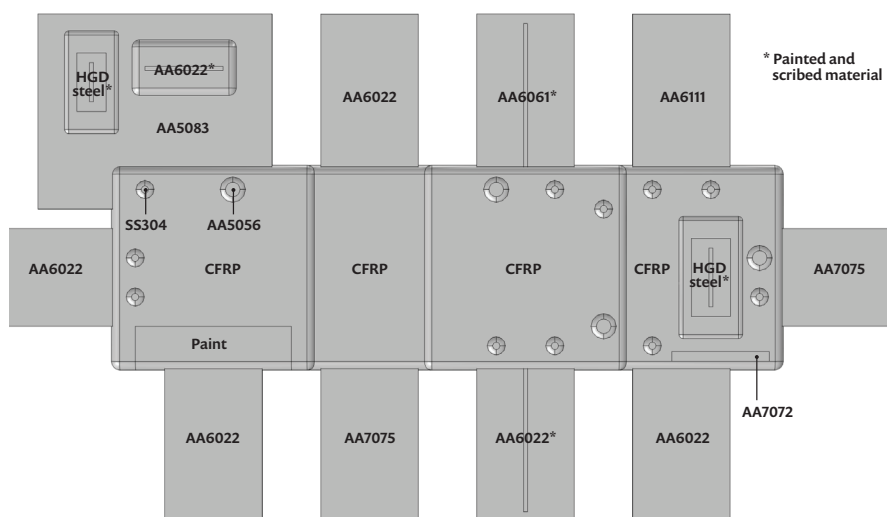 HGD
steel*
AA6022*
AA5083
AA6022
AA6061*
AA6111
* Painted and
scribed material
SS304
AA5056
AA6022
CFRP
CFRP
CFRP
CFRP
HGD
steel*
AA7075
Paint
AA7072
AA6022
AA7075
AA6022*
AA6022